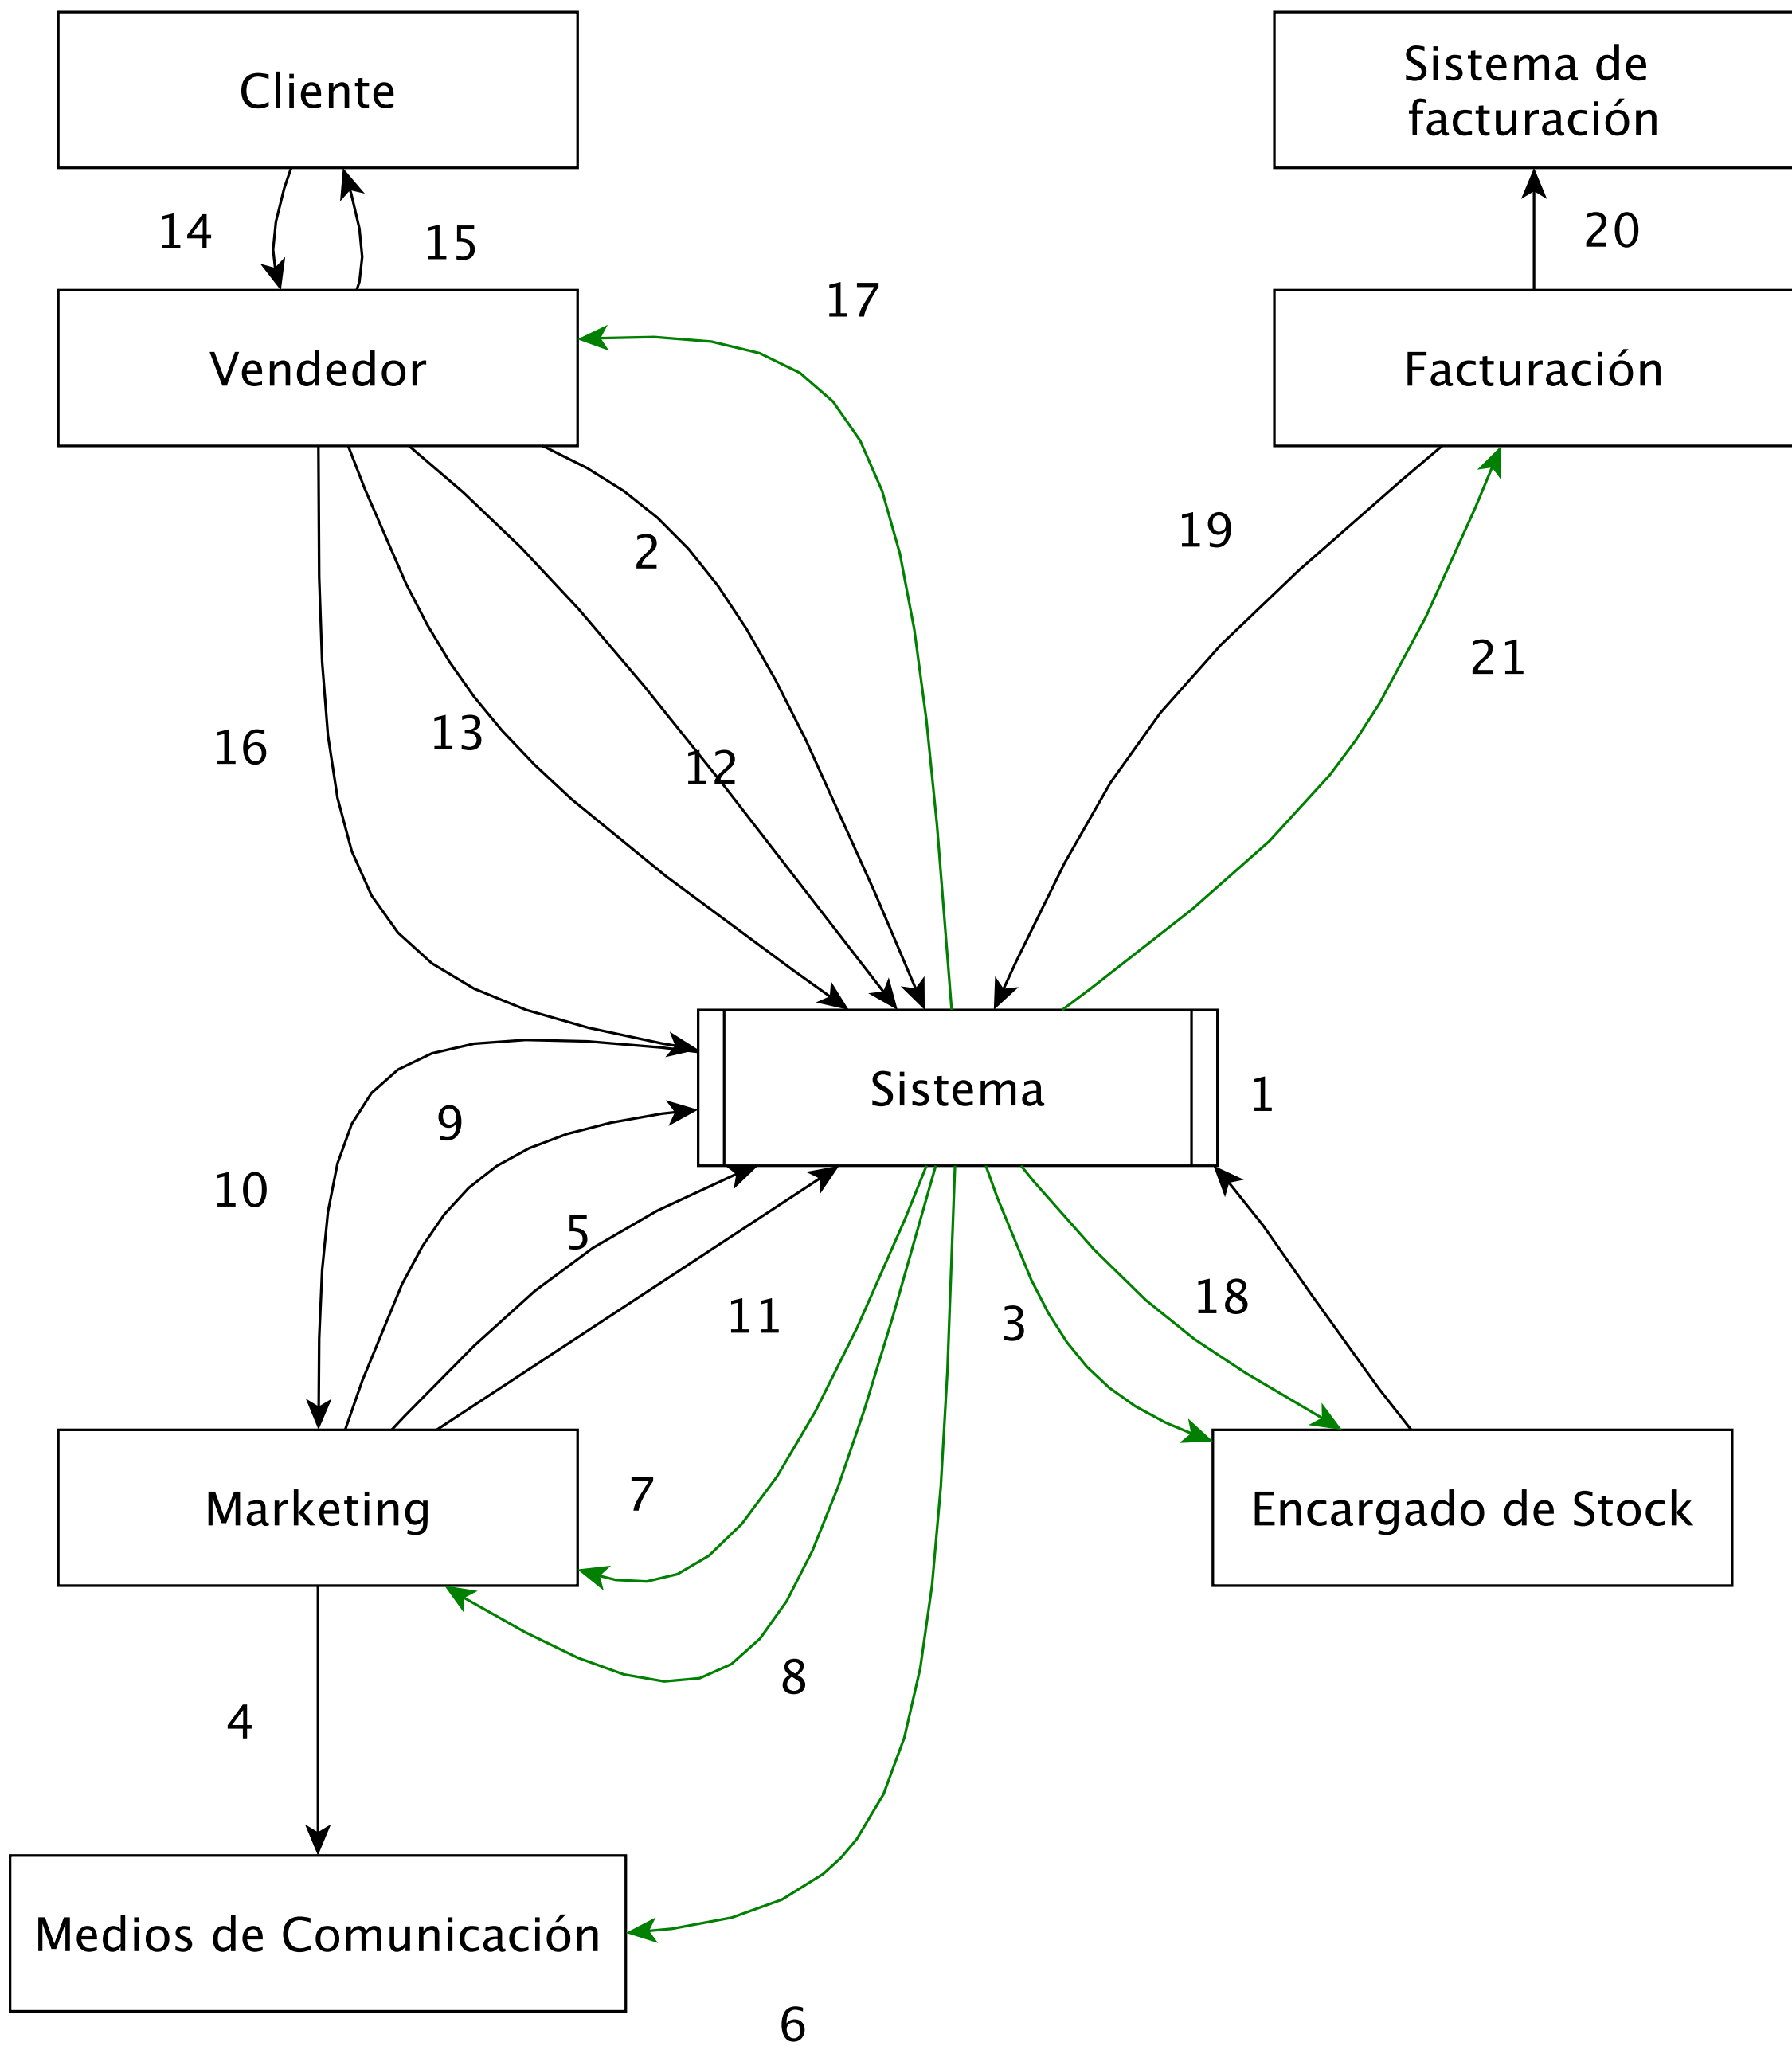 Cliente
Sistema de
facturación
14
15
20
17
Vendedor
Facturación
2
19
21
16
13
12
Sistema
1
9
10
5
11
3
18
7
Marketing
Encargado de Stock
8
4
Medios de Comunicación
6